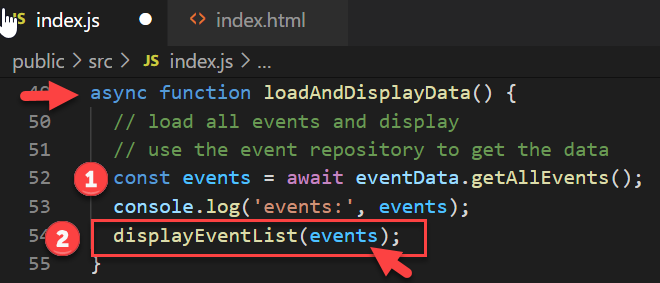 JS index.js ● <> index.html
public > src > JS index.js > ...
49 async function loadAndDisplayData() {
50 // load all events and display
51 // use the event repository to get the data
1 52 const events = await eventData.getAllEvents();
53 console.log('events:', events);
2 54 displayEventList(events);
55 }